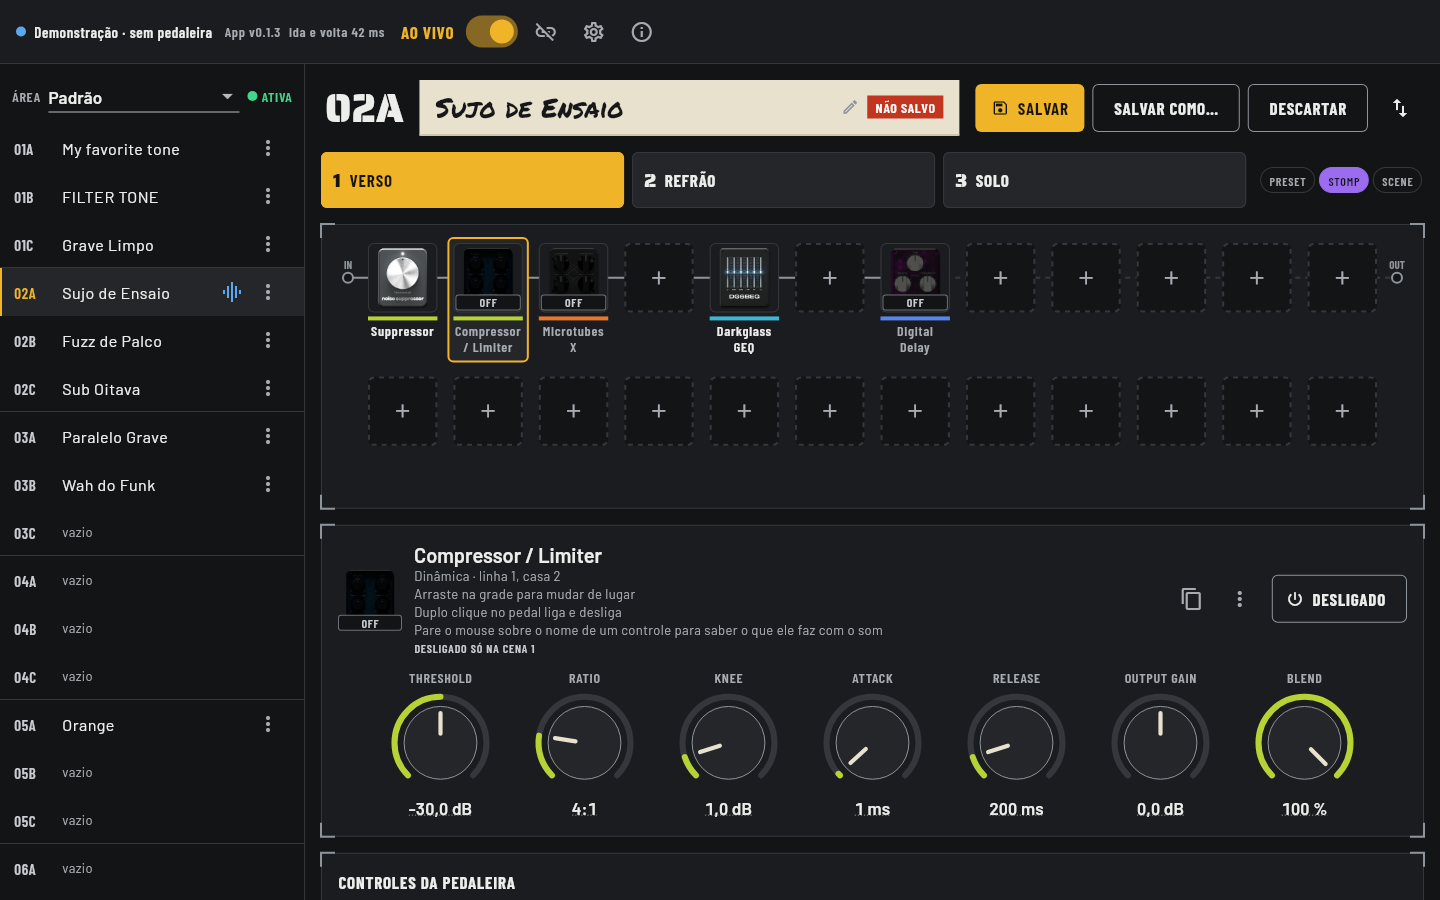 Demonstração · sem pedaleira App v0.1.3 Ida e volta 42 ms AO VIVO
ÁREA Padrão ATIVA
01A My favorite tone
01B FILTER TONE
01C Grave Limpo
02A Sujo de Ensaio
02B Fuzz de Palco
02C Sub Oitava
03A Paralelo Grave
03B Wah do Funk
03C vazio
04A vazio
04B vazio
04C vazio
05A Orange
05B vazio
05C vazio
06A vazio
02A Sujo de Ensaio NÃO SALVO SALVAR SALVAR COMO... DESCARTAR
1 VERSO 2 REFRÃO 3 SOLO PRESET STOMP SCENE
IN OUT
noise suppressor OFF OFF DG6BEQ OFF
Suppressor
Compressor
/ Limiter
Microtubes
X
Darkglass
GEQ
Digital
Delay
Compressor / Limiter
Dinâmica · linha 1, casa 2
Arraste na grade para mudar de lugar
Duplo clique no pedal liga e desliga
Pare o mouse sobre o nome de um controle para saber o que ele faz com o som
DESLIGADO SÓ NA CENA 1
OFF
DESLIGADO
THRESHOLD RATIO KNEE ATTACK RELEASE OUTPUT GAIN BLEND
-30,0 dB 4:1 1,0 dB 1 ms 200 ms 0,0 dB 100 %
CONTROLES DA PEDALEIRA